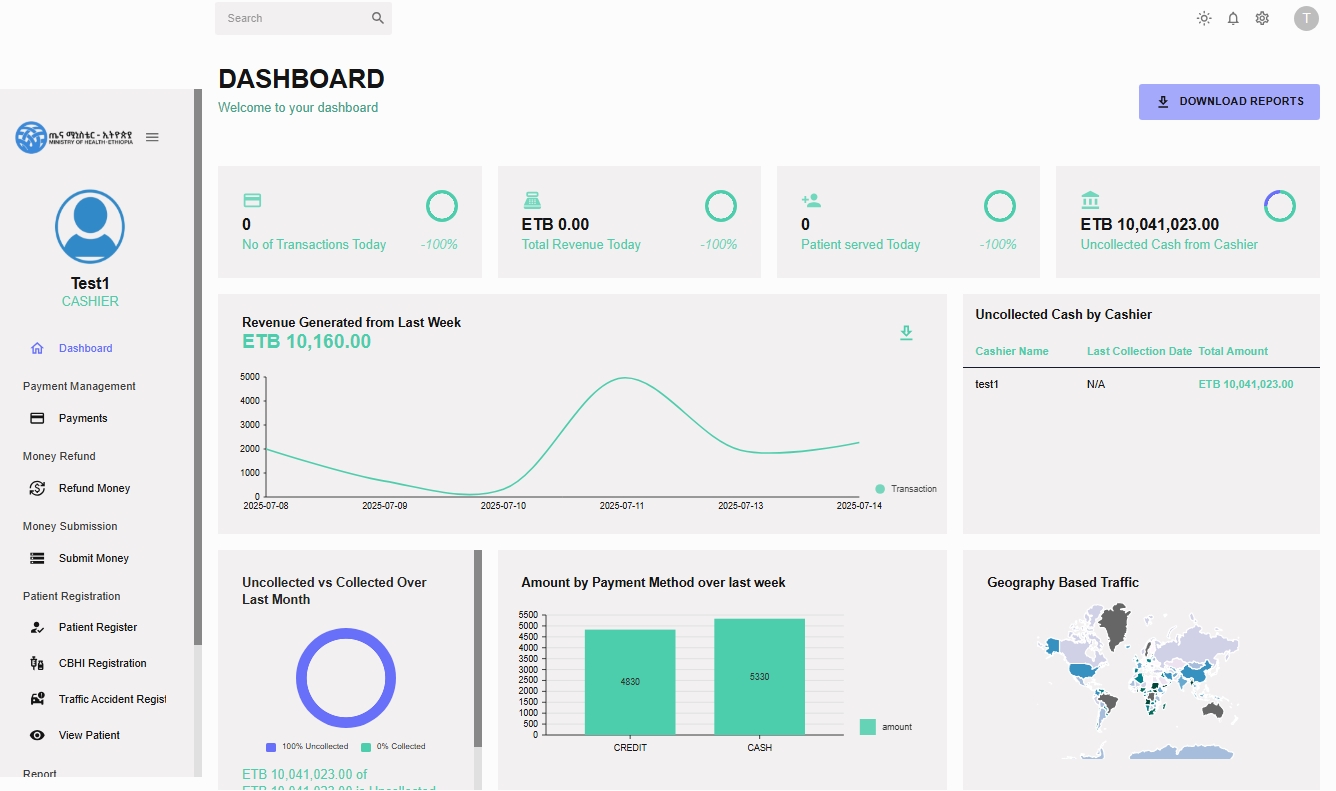 Search
T
DASHBOARD
Welcome to your dashboard
DOWNLOAD REPORTS
ጤና ሚኒስቴር - ኢትዮጵያ
MINISTRY OF HEALTH-ETHIOPIA
Test1
CASHIER
Dashboard
Payment Management
Payments
Money Refund
Refund Money
Money Submission
Submit Money
Patient Registration
Patient Register
CBHI Registration
Traffic Accident Regist
View Patient
Report
0
No of Transactions Today
-100%
ETB 0.00
Total Revenue Today
-100%
0
Patient served Today
-100%
ETB 10,041,023.00
Uncollected Cash from Cashier
Revenue Generated from Last Week
ETB 10,160.00
5000
4000
3000
2000
1000
0
2025-07-08 2025-07-09 2025-07-10 2025-07-11 2025-07-13 2025-07-14
Transaction
Uncollected Cash by Cashier
Cashier Name Last Collection Date Total Amount
test1 N/A ETB 10,041,023.00
Uncollected vs Collected Over
Last Month
100% Uncollected 0% Collected
ETB 10,041,023.00 of
ETB 10,041,023.00 is Uncollected
Amount by Payment Method over last week
5500
5000
4500
4000
3500
3000
2500
2000
1500
1000
500
0
4830
5330
CREDIT CASH
amount
Geography Based Traffic